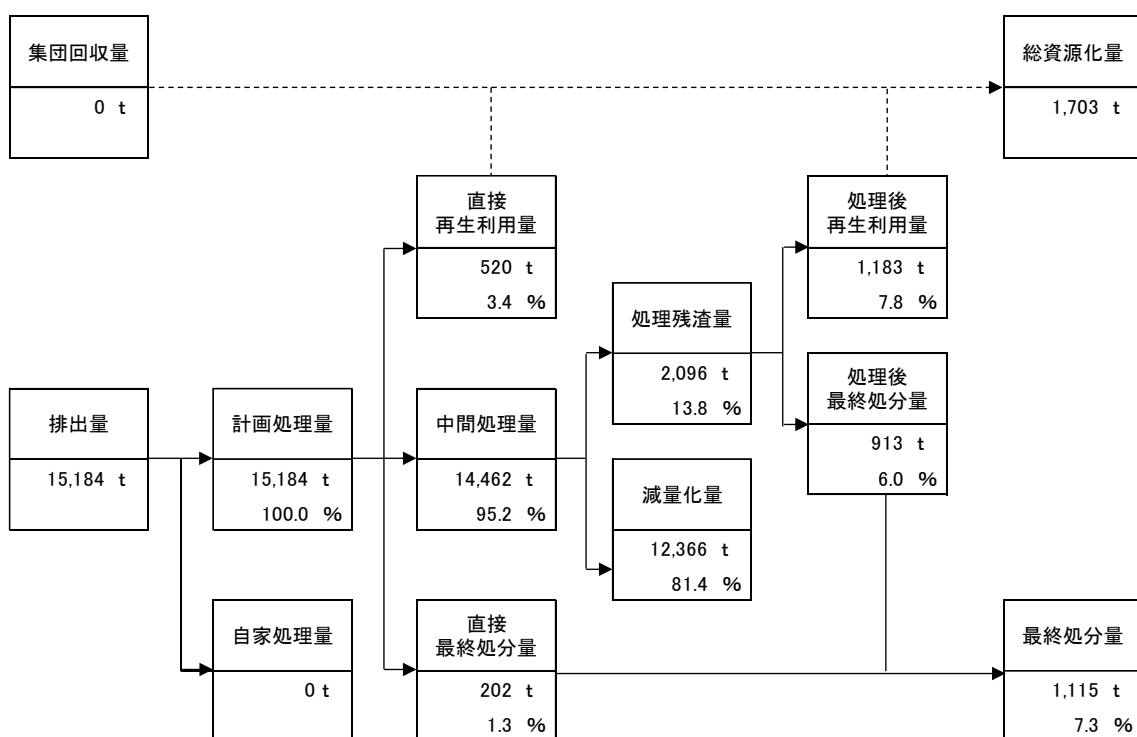 集団回収量
0 t
総資源化量
1,703 t
直接
再生利用量
520 t
3.4 %
処理後
再生利用量
1,183 t
7.8 %
処理残渣量
2,096 t
13.8 %
処理後
最終処分量
913 t
6.0 %
排出量
15,184 t
計画処理量
15,184 t
100.0 %
中間処理量
14,462 t
95.2 %
減量化量
12,366 t
81.4 %
自家処理量
0 t
直接
最終処分量
202 t
1.3 %
最終処分量
1,115 t
7.3 %